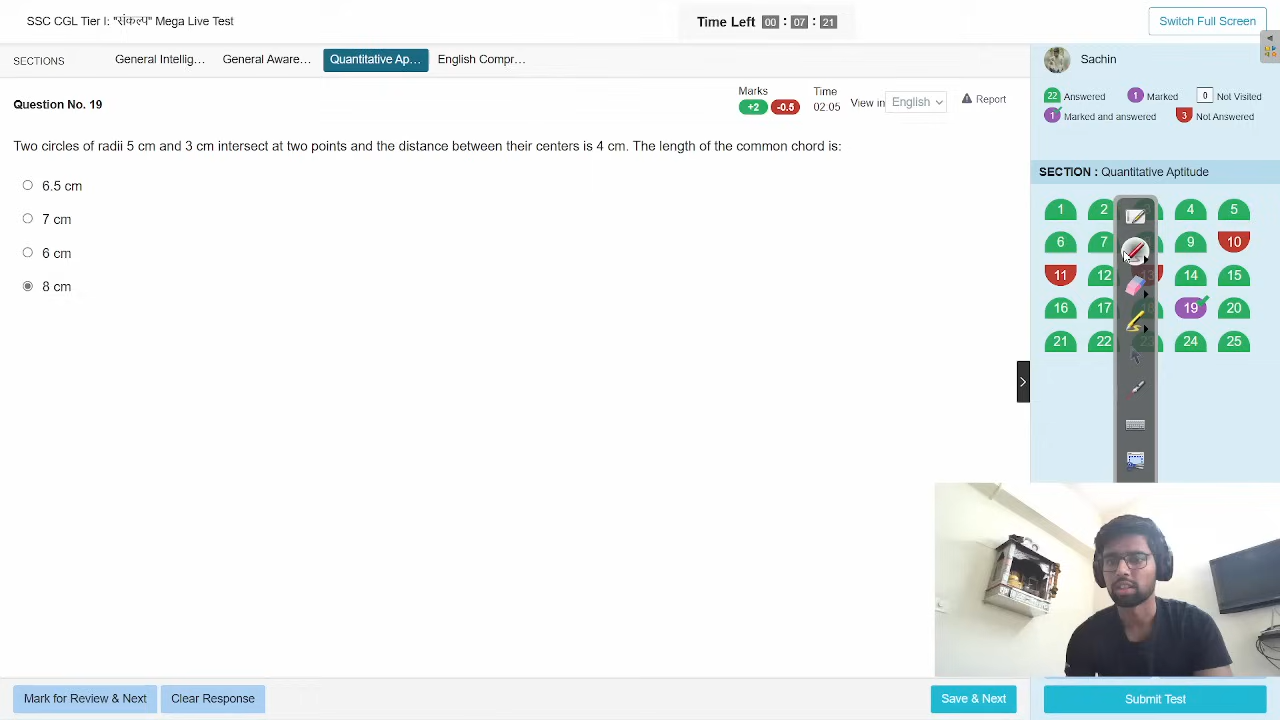 SSC CGL Tier I: "संकल्प" Mega Live Test
Time Left 00 : 07 : 21
Switch Full Screen
SECTIONS
General Intellig...
General Aware...
Quantitative Ap...
English Compr...
Sachin
Question No. 19
Marks
+2 -0.5
Time
02:05
View in English
Report
22 Answered
1 Marked
0 Not Visited
1 Marked and answered
3 Not Answered
Two circles of radii 5 cm and 3 cm intersect at two points and the distance between their centers is 4 cm. The length of the common chord is:
6.5 cm
7 cm
6 cm
8 cm
SECTION : Quantitative Aptitude
1 2 4 5
6 7 9 10
11 12 13 14 15
16 17 19 20
21 22 23 24 25
Mark for Review & Next
Clear Response
Save & Next
Submit Test